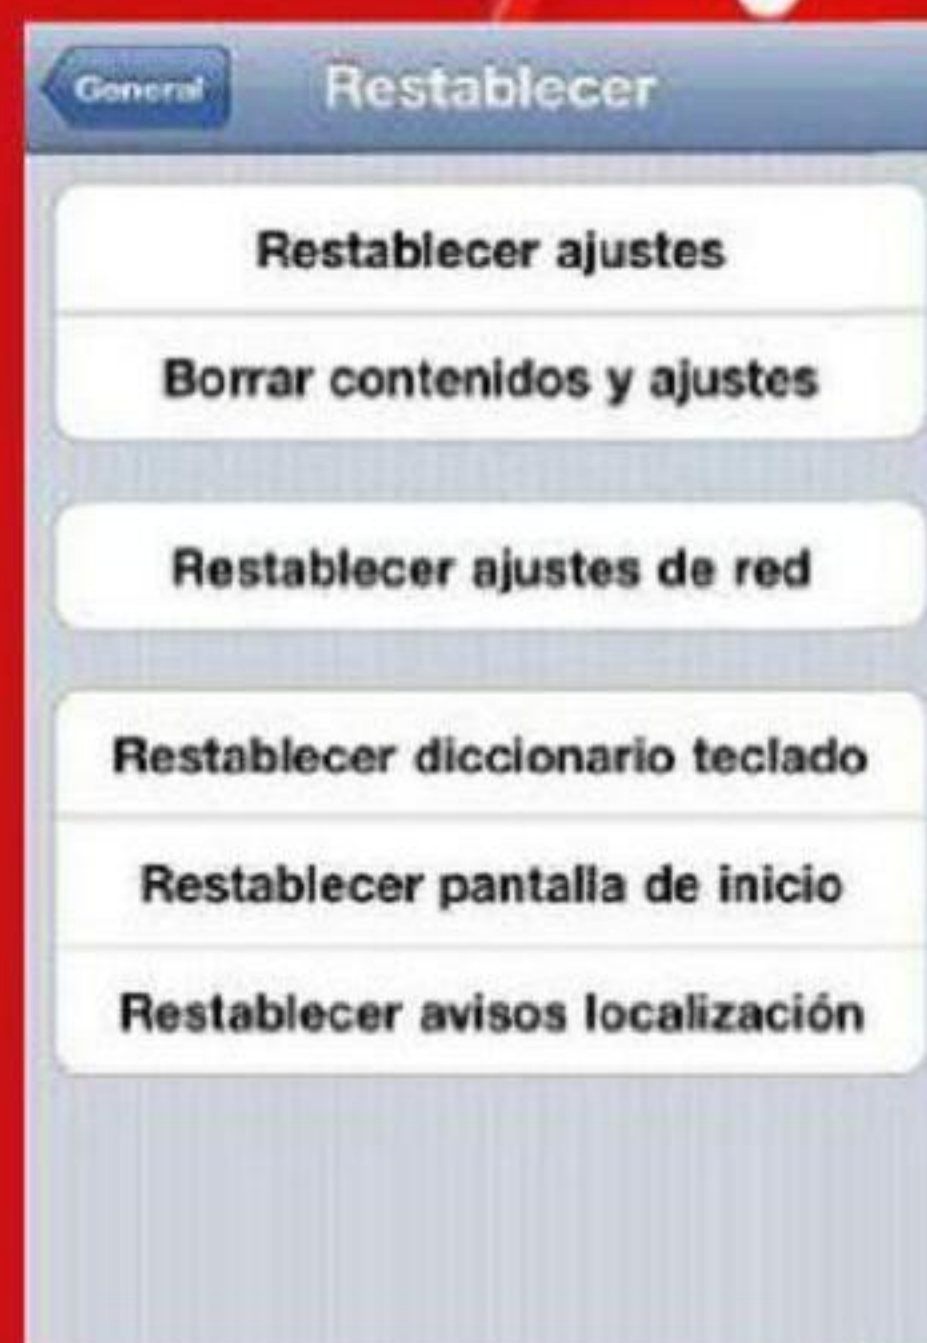 General
Restablecer
Restablecer ajustes
Borrar contenidos y ajustes
Restablecer ajustes de red
Restablecer diccionario teclado
Restablecer pantalla de inicio
Restablecer avisos localización